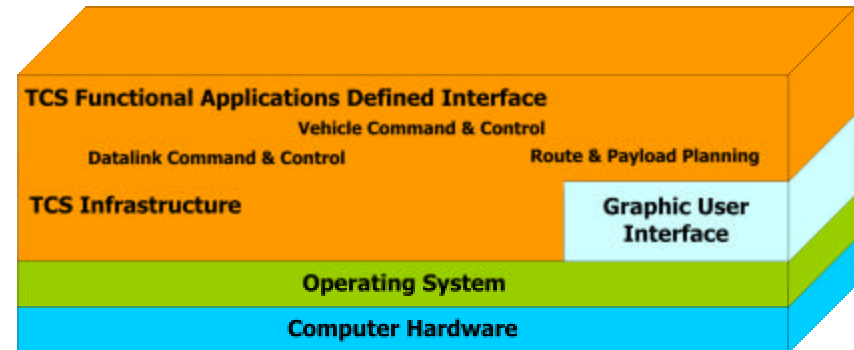 TCS Functional Applications Defined Interface
Vehicle Command & Control
Datalink Command & Control
Route & Payload Planning
TCS Infrastructure
Graphic User
Interface
Operating System
Computer Hardware